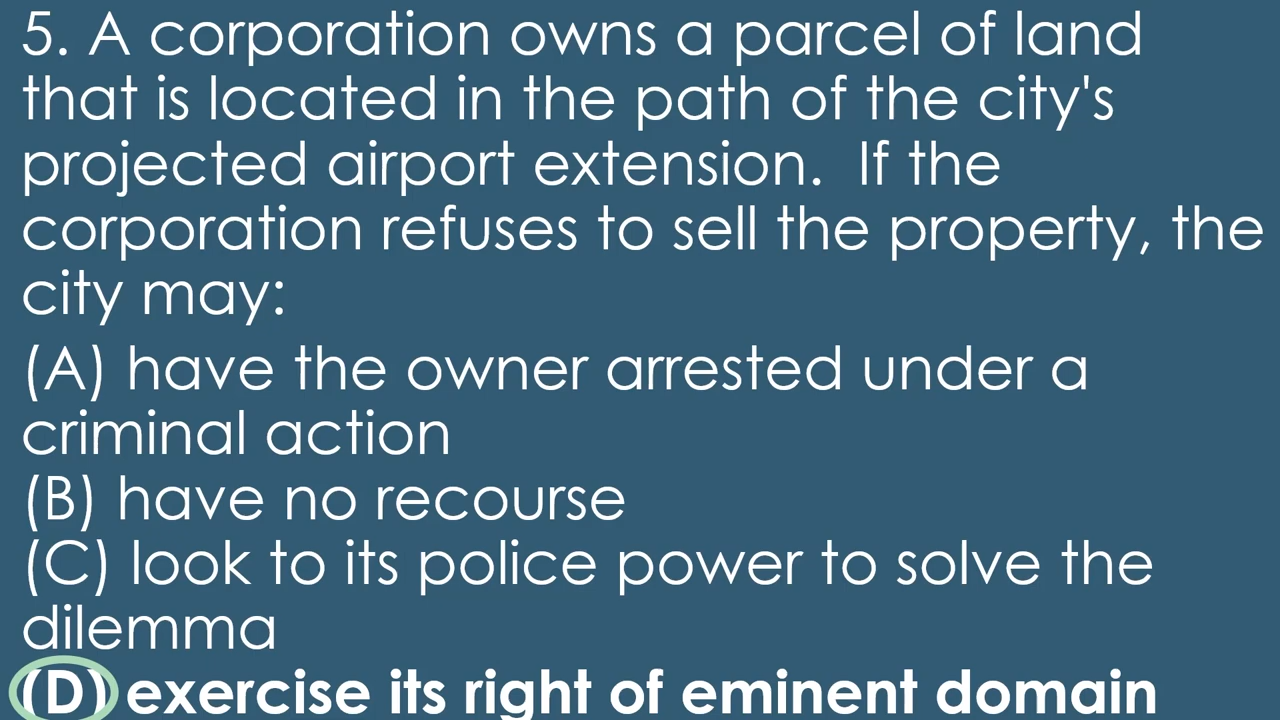 5. A corporation owns a parcel of land
that is located in the path of the city's
projected airport extension.  If the
corporation refuses to sell the property, the
city may:
(A) have the owner arrested under a
criminal action
(B) have no recourse
(C) look to its police power to solve the
dilemma
(D) exercise its right of eminent domain